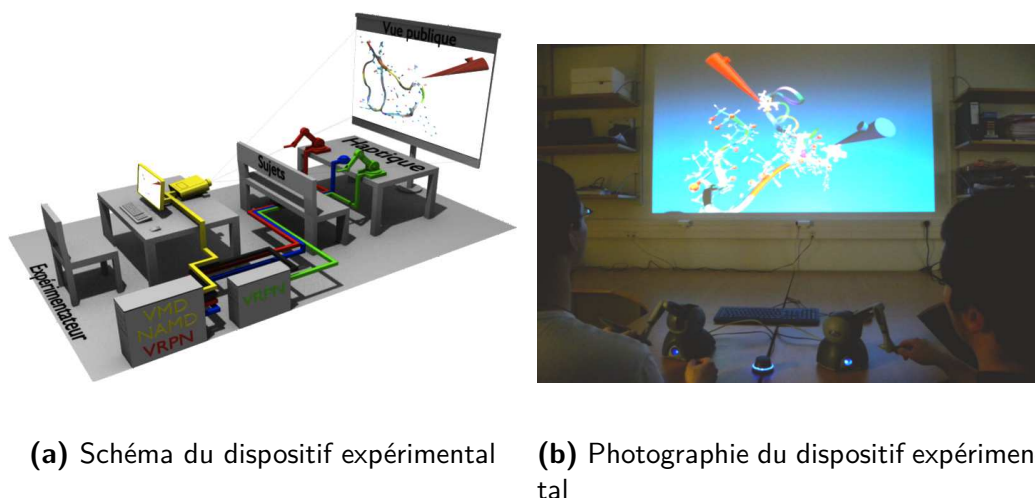 Vue publique
Haptique
Sujets
Expérimentateur
VMD
NAMD
VRPN
VRPN
(a) Schéma du dispositif expérimental
(b) Photographie du dispositif expérimen
tal